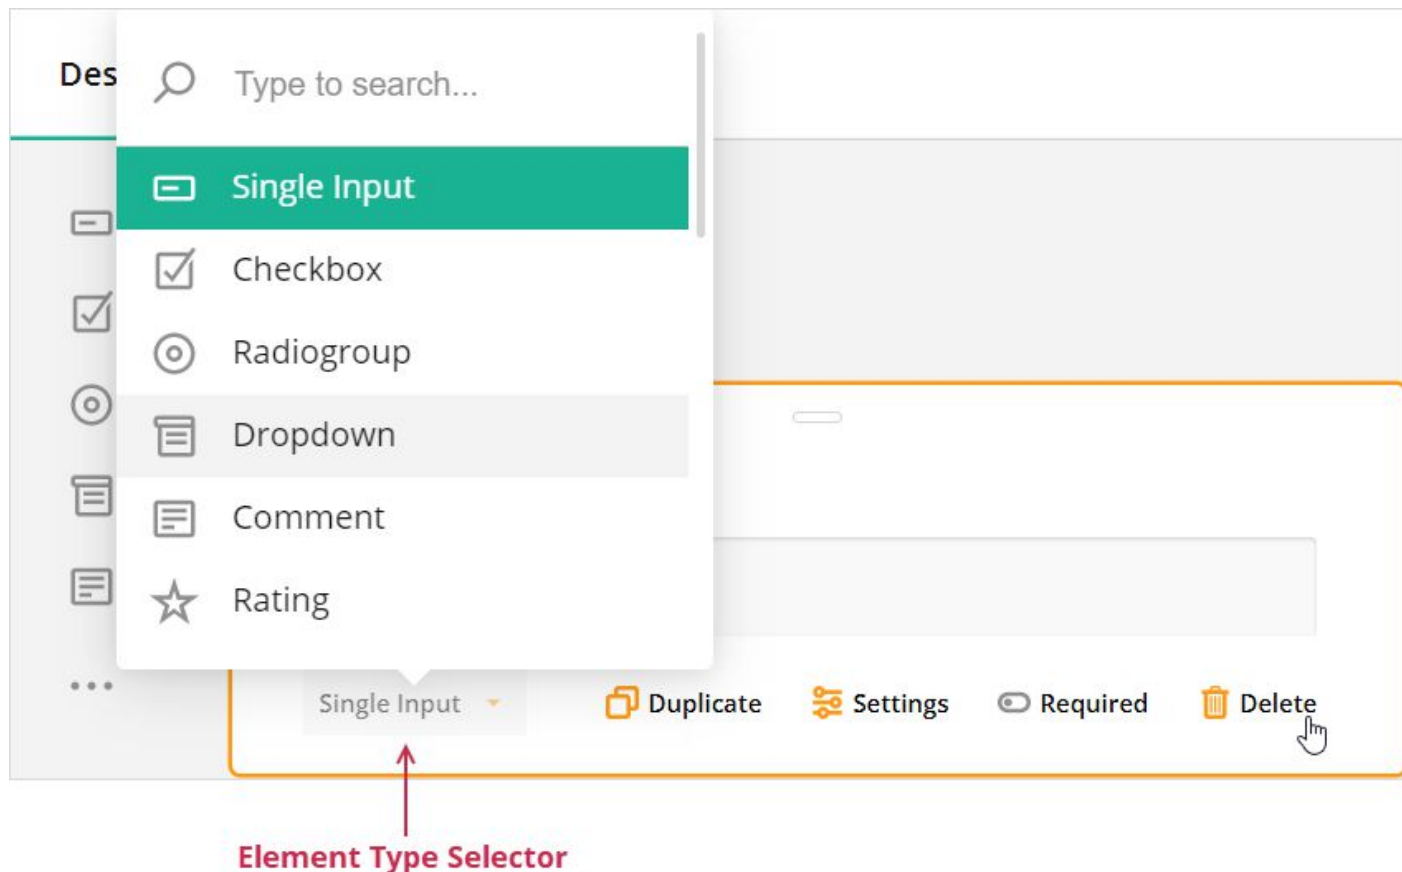 Des
Type to search...
Single Input
Checkbox
Radiogroup
Dropdown
Comment
Rating
Single Input Duplicate Settings Required Delete
Element Type Selector